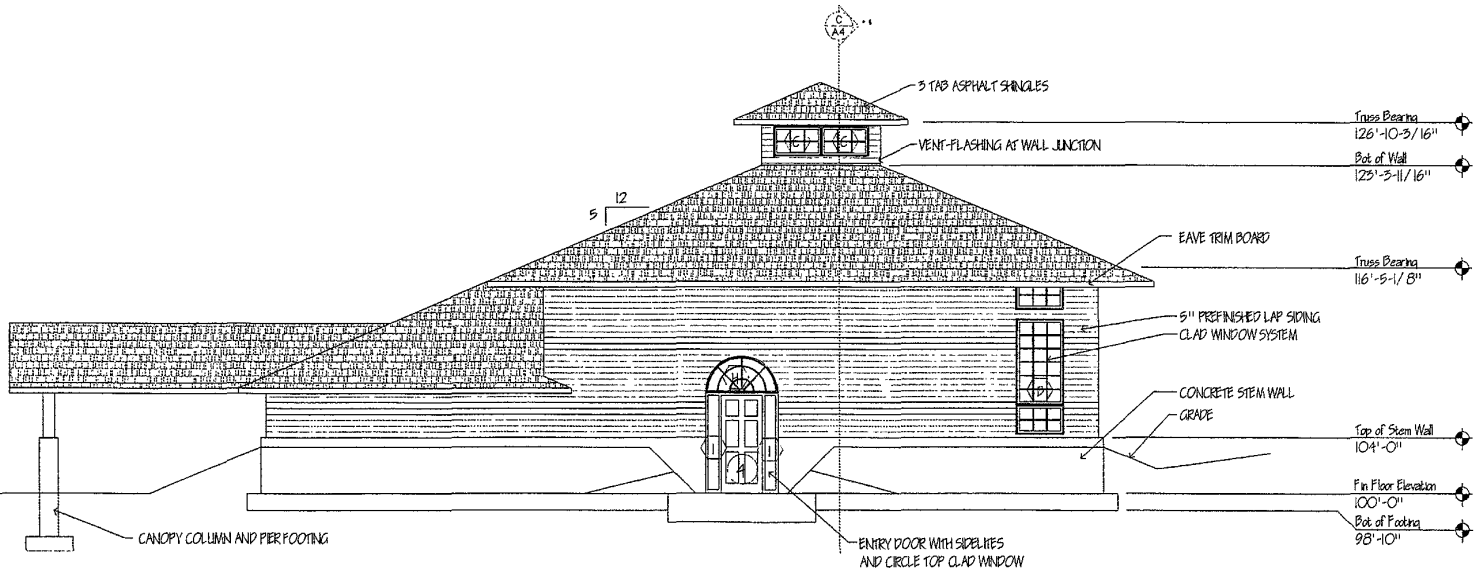 C
A4
3 TAB ASPHALT SHINGLES
Truss Bearing
126'-10-3/16"
C C
VENT-FLASHING AT WALL JUNCTION
Bot of Wall
123'-3-11/16"
12
5
EAVE TRIM BOARD
Truss Bearing
116'-5-1/8"
5" PREFINISHED LAP SIDING
CLAD WINDOW SYSTEM
H
D
CONCRETE STEM WALL
GRADE
Top of Stem Wall
104'-0"
I I
4
Fin Floor Elevation
100'-0"
Bot of Footing
98'-10"
CANOPY COLUMN AND PIER FOOTING
ENTRY DOOR WITH SIDELITES
AND CIRCLE TOP CLAD WINDOW